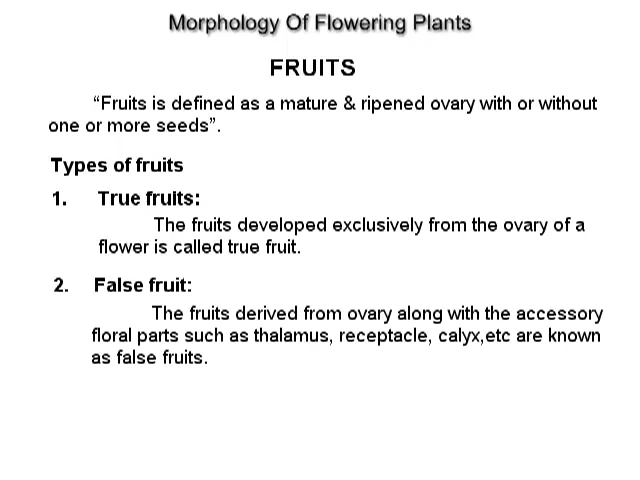 Morphology Of Flowering Plants
FRUITS
“Fruits is defined as a mature & ripened ovary with or without
one or more seeds”.
Types of fruits
1. True fruits:
The fruits developed exclusively from the ovary of a
flower is called true fruit.
2. False fruit:
The fruits derived from ovary along with the accessory
floral parts such as thalamus, receptacle, calyx,etc are known
as false fruits.